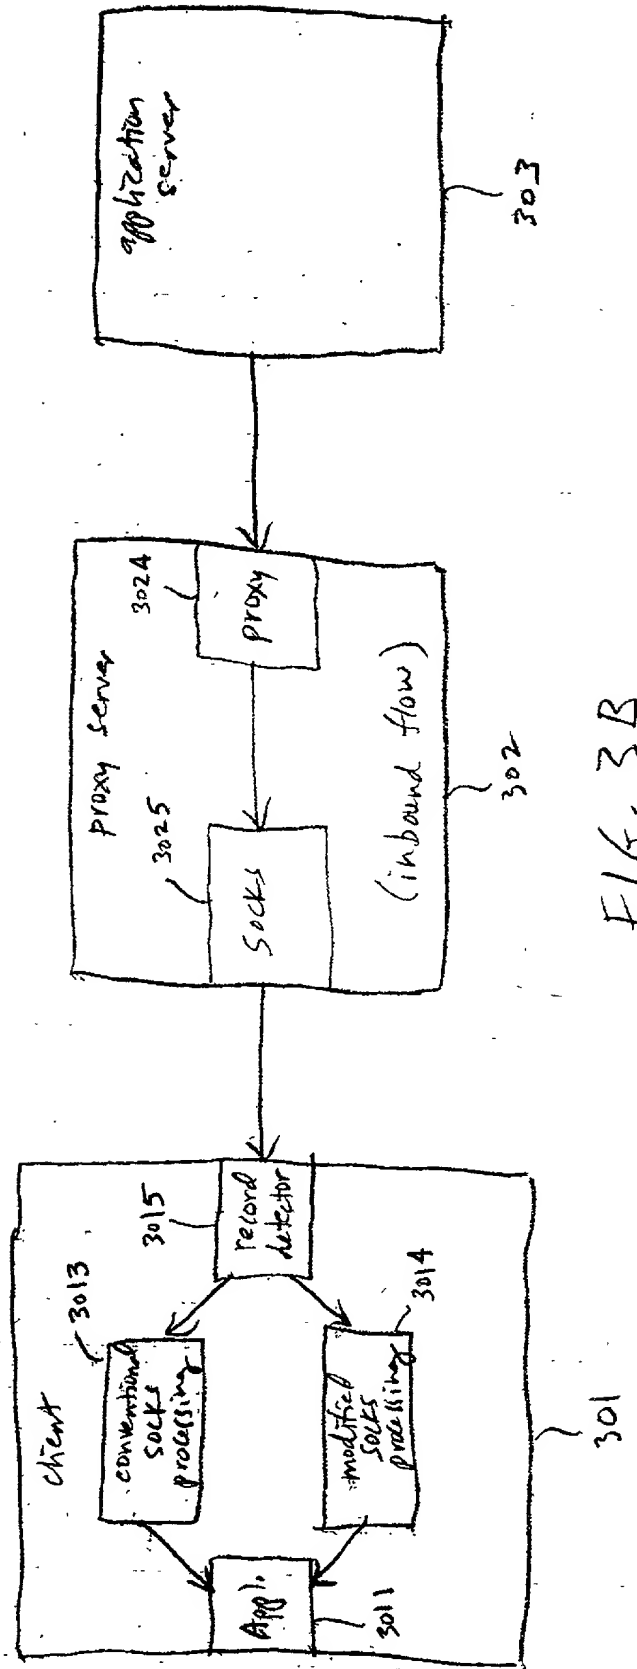 client
3013
conventional
socks
processing
3015
record
detector
Appl.
3011
modified
socks
processing
3014
301
proxy server
3025
socks
3024
proxy
(inbound flow)
302
application
server
303
FIG. 3B